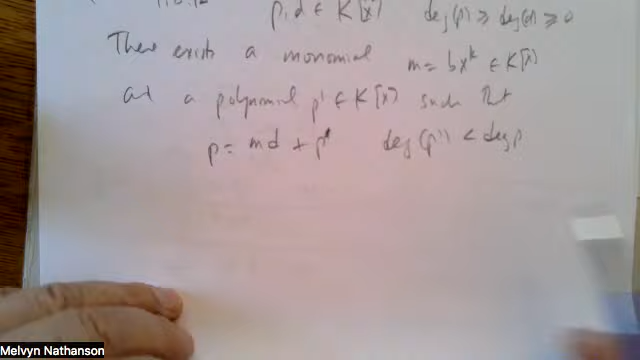 p, d ∈ K[x] deg(p) ≥ deg(d) ≥ 0
There exists a monomial m = bx^k ∈ K[x]
and a polynomial p' ∈ K[x] such that
p = md + p' deg(p') < deg p
Melvyn Nathanson